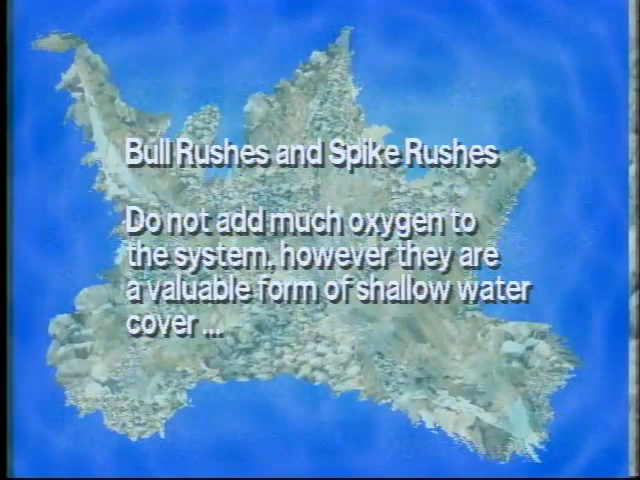 Bull Rushes and Spike Rushes
Do not add much oxygen to
the system, however they are
a valuable form of shallow water
cover ...